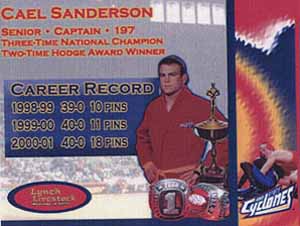 CAEL SANDERSON
SENIOR • CAPTAIN • 197
THREE-TIME NATIONAL CHAMPION
TWO-TIME HODGE AWARD WINNER
CAREER RECORD
1998-99 39-0 10 PINS
1999-00 40-0 11 PINS
2000-01 40-0 18 PINS
Lynch
Livestock
1
CYCLONES